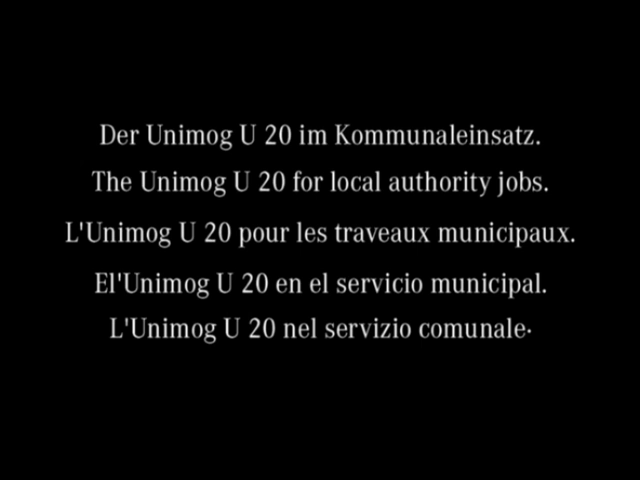 Der Unimog U 20 im Kommunaleinsatz.
The Unimog U 20 for local authority jobs.
L'Unimog U 20 pour les traveaux municipaux.
El'Unimog U 20 en el servicio municipal.
L'Unimog U 20 nel servizio comunale.